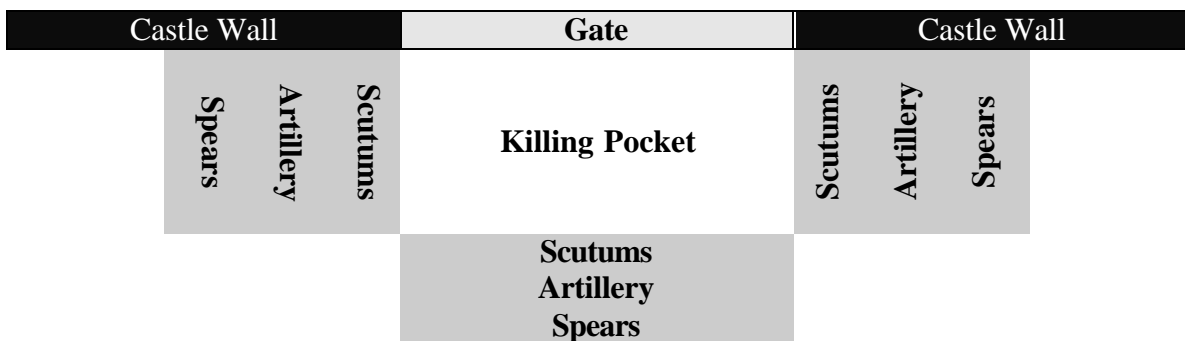 Castle Wall
Gate
Castle Wall
Spears
Artillery
Scutums
Killing Pocket
Scutums
Artillery
Spears
Scutums
Artillery
Spears